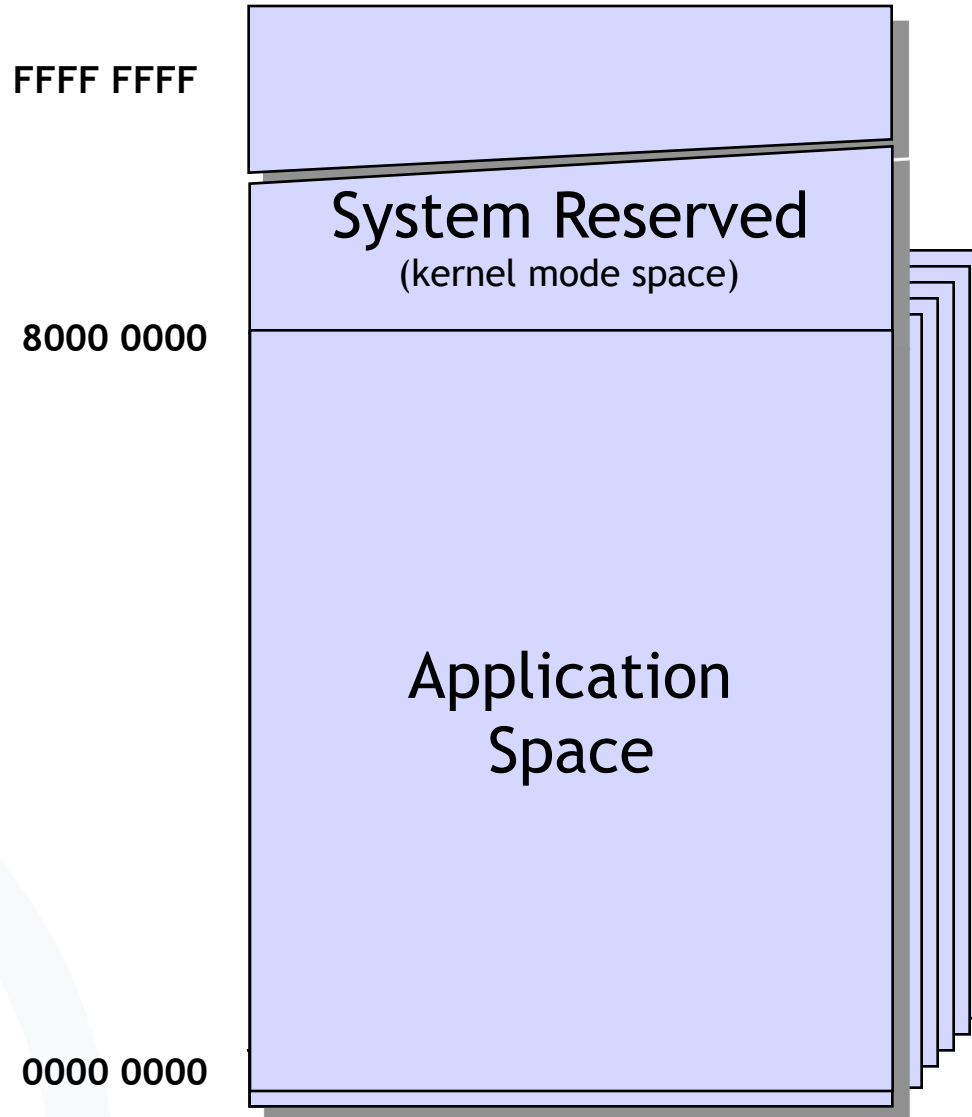 FFFF FFFF
System Reserved
(kernel mode space)
8000 0000
Application
Space
0000 0000